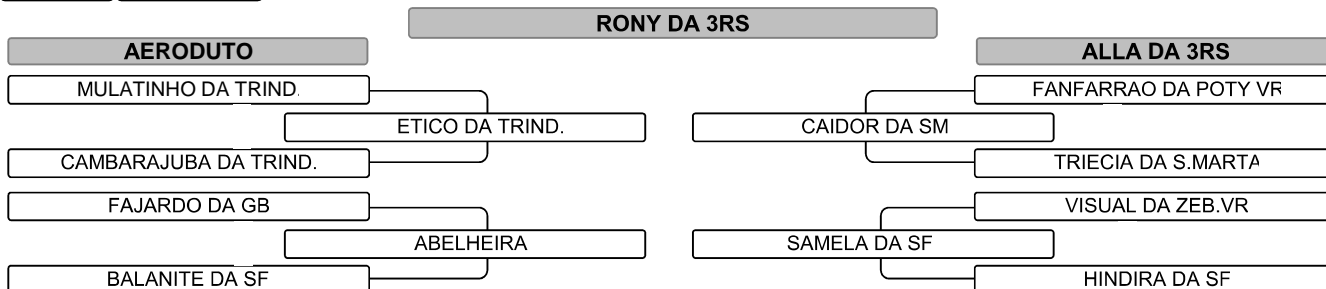 RONY DA 3RS
AERODUTO
ALLA DA 3RS
MULATINHO DA TRIND.
FANFARRAO DA POTY VR
ETICO DA TRIND.
CAIDOR DA SM
CAMBARAJUBA DA TRIND.
TRIECIA DA S.MARTA
FAJARDO DA GB
VISUAL DA ZEB.VR
ABELHEIRA
SAMELA DA SF
BALANITE DA SF
HINDIRA DA SF